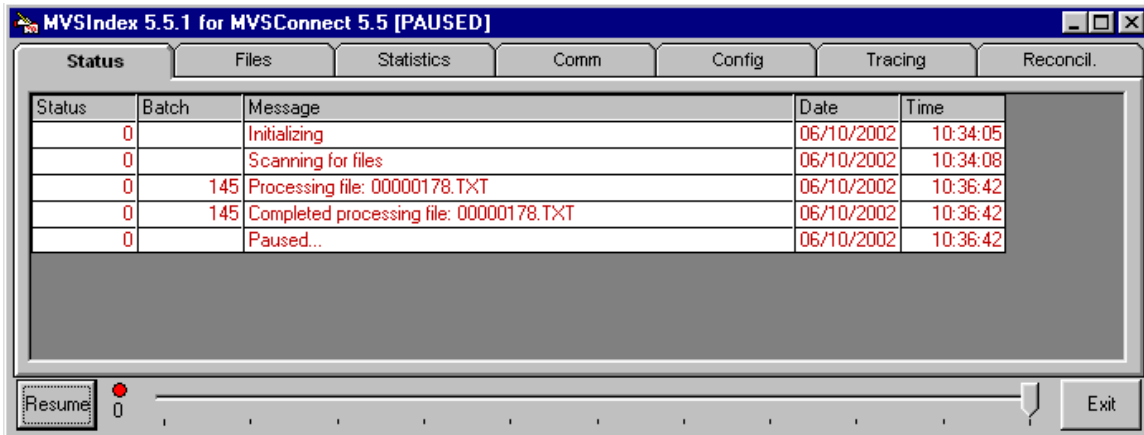 MVSIndex 5.5.1 for MVSConnect 5.5 [PAUSED]
Status Files Statistics Comm Config Tracing Reconcil.
Status Batch Message Date Time
0 Initializing 06/10/2002 10:34:05
0 Scanning for files 06/10/2002 10:34:08
0 145 Processing file: 00000178.TXT 06/10/2002 10:36:42
0 145 Completed processing file: 00000178.TXT 06/10/2002 10:36:42
0 Paused... 06/10/2002 10:36:42
Resume 0 Exit